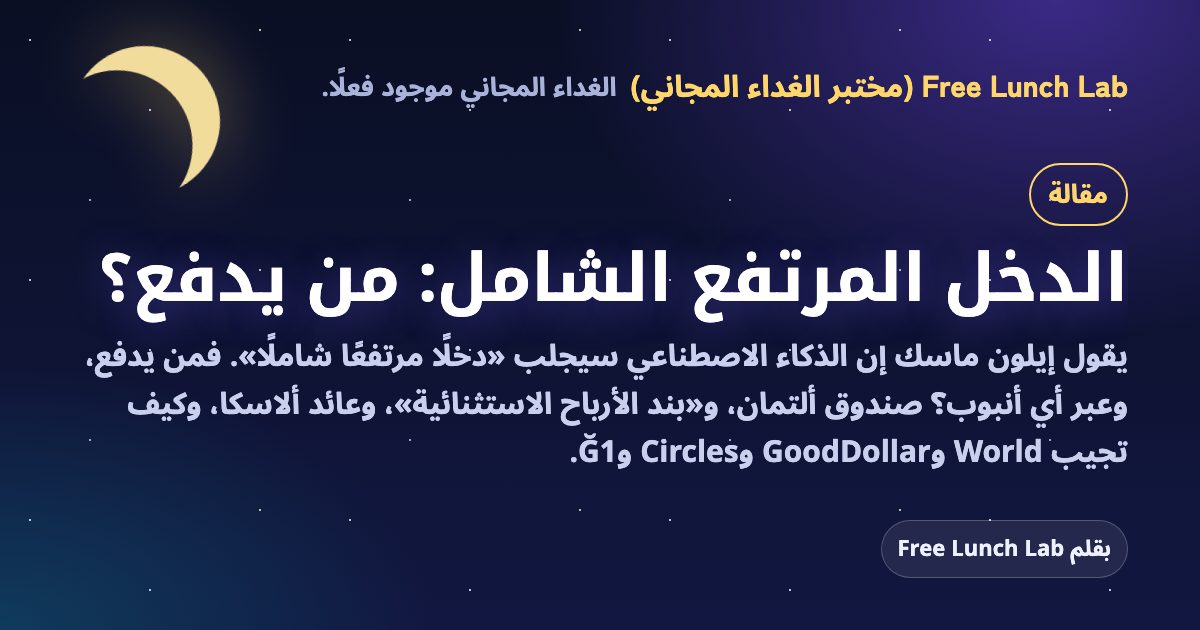 Free Lunch Lab (مختبر الغداء المجاني) الغداء المجاني موجود فعلًا.
مقالة
الدخل المرتفع الشامل: من يدفع؟
يقول إيلون ماسك إن الذكاء الاصطناعي سيجلب «دخلًا مرتفعًا شاملًا». فمن يدفع،
وعبر أي أنبوب؟ صندوق ألتمان، و«بند الأرباح الاستثنائية»، وعائد ألاسكا، وكيف
تجيب World وGoodDollar وCircles وĞ1.
بقلم Free Lunch Lab